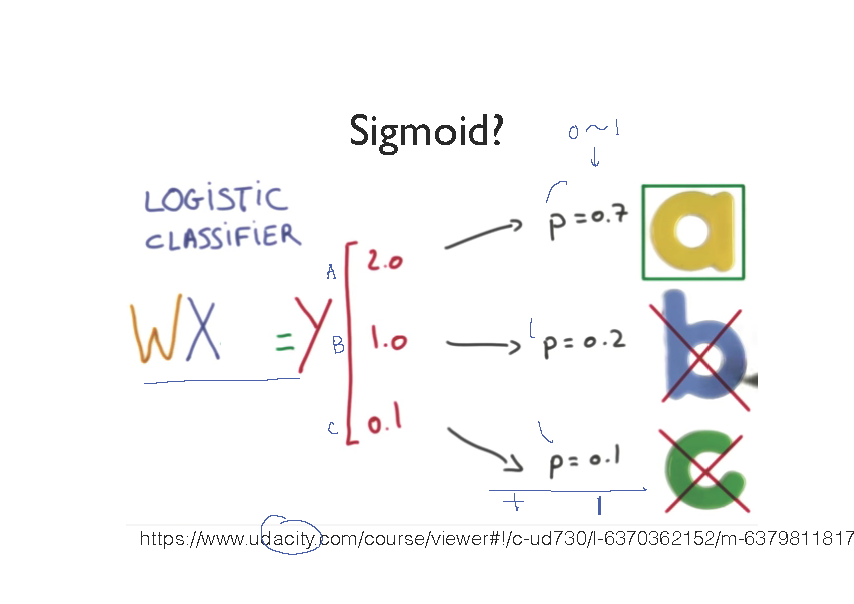 Sigmoid?
0 ~ 1
LOGISTIC
CLASSIFIER
WX = Y
A 2.0
B 1.0
C 0.1
p = 0.7
p = 0.2
p = 0.1
+ 1
a
b
c
https://www.udacity.com/course/viewer#!/c-ud730/l-6370362152/m-6379811817